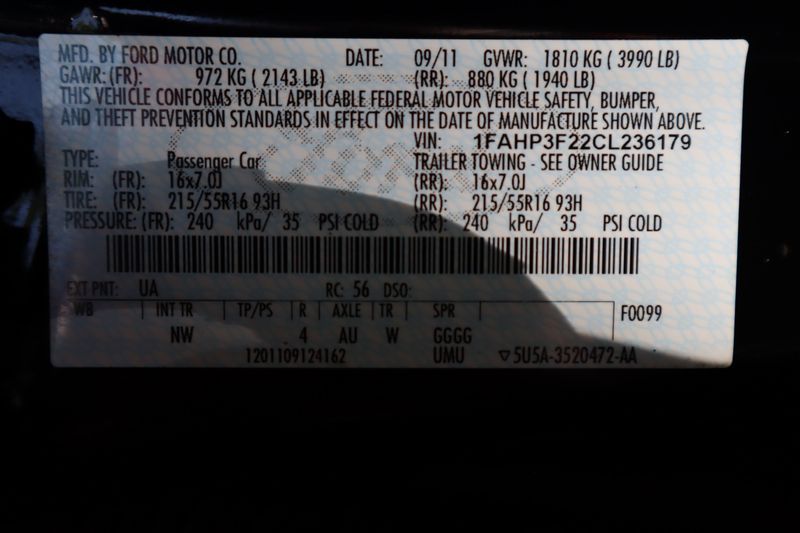 MFD. BY FORD MOTOR CO. DATE: 09/11 GVWR: 1810 KG ( 3990 LB)
GAWR: (FR): 972 KG ( 2143 LB) (RR): 880 KG ( 1940 LB)
THIS VEHICLE CONFORMS TO ALL APPLICABLE FEDERAL MOTOR VEHICLE SAFETY, BUMPER,
AND THEFT PREVENTION STANDARDS IN EFFECT ON THE DATE OF MANUFACTURE SHOWN ABOVE.
VIN: 1FAHP3F22CL236179
TYPE: Passenger Car TRAILER TOWING - SEE OWNER GUIDE
RIM: (FR): 16x7.0J (RR): 16x7.0J
TIRE: (FR): 215/55R16 93H (RR): 215/55R16 93H
PRESSURE: (FR): 240 kPa/ 35 PSI COLD (RR): 240 kPa/ 35 PSI COLD
EXT PNT: UA RC: 56 DSO:
WB INT TR TP/PS R AXLE TR SPR F0099
NW 4 AU W GGGG
1201109124162 UMU ▽5U5A-3520472-AA